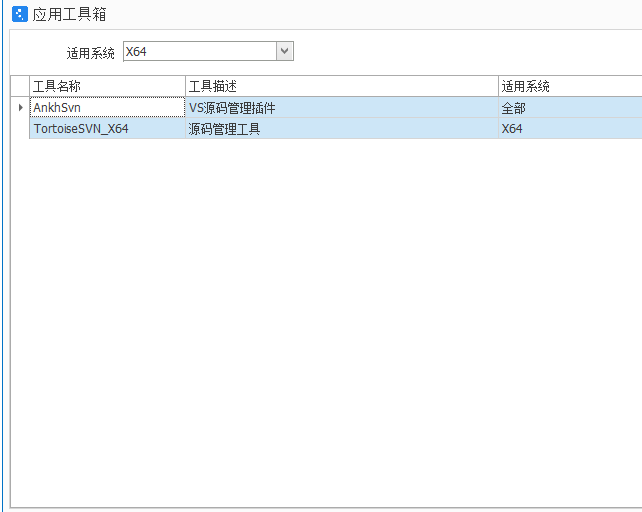 应用工具箱
适用系统 X64
工具名称 工具描述 适用系统
AnkhSvn VS源码管理插件 全部
TortoiseSVN_X64 源码管理工具 X64